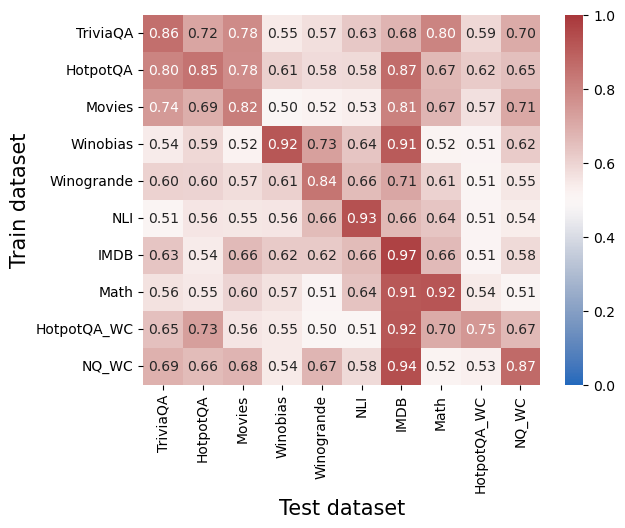 TriviaQA 0.86 0.72 0.78 0.55 0.57 0.63 0.68 0.80 0.59 0.70
HotpotQA 0.80 0.85 0.78 0.61 0.58 0.58 0.87 0.67 0.62 0.65
Movies 0.74 0.69 0.82 0.50 0.52 0.53 0.81 0.67 0.57 0.71
Winobias 0.54 0.59 0.52 0.92 0.73 0.64 0.91 0.52 0.51 0.62
Winogrande 0.60 0.60 0.57 0.61 0.84 0.66 0.71 0.61 0.51 0.55
NLI 0.51 0.56 0.55 0.56 0.66 0.93 0.66 0.64 0.51 0.54
IMDB 0.63 0.54 0.66 0.62 0.62 0.66 0.97 0.66 0.51 0.58
Math 0.56 0.55 0.60 0.57 0.51 0.64 0.91 0.92 0.54 0.51
HotpotQA_WC 0.65 0.73 0.56 0.55 0.50 0.51 0.92 0.70 0.75 0.67
NQ_WC 0.69 0.66 0.68 0.54 0.67 0.58 0.94 0.52 0.53 0.87
TriviaQA HotpotQA Movies Winobias Winogrande NLI IMDB Math HotpotQA_WC NQ_WC
Test dataset
Train dataset
1.0
0.8
0.6
0.4
0.2
0.0